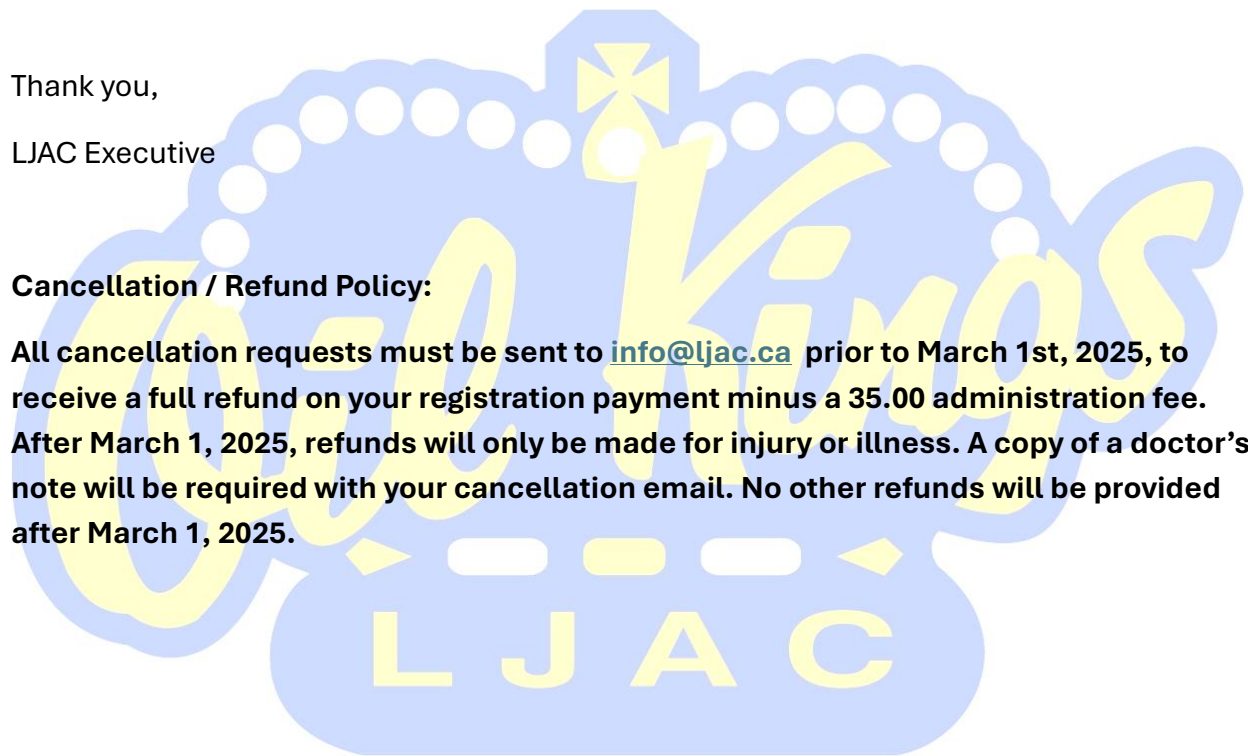 Thank you,
LJAC Executive
Cancellation / Refund Policy:
All cancellation requests must be sent to info@ljac.ca prior to March 1st, 2025, to
receive a full refund on your registration payment minus a 35.00 administration fee.
After March 1, 2025, refunds will only be made for injury or illness. A copy of a doctor’s
note will be required with your cancellation email. No other refunds will be provided
after March 1, 2025.
Oil Kings
LJAC